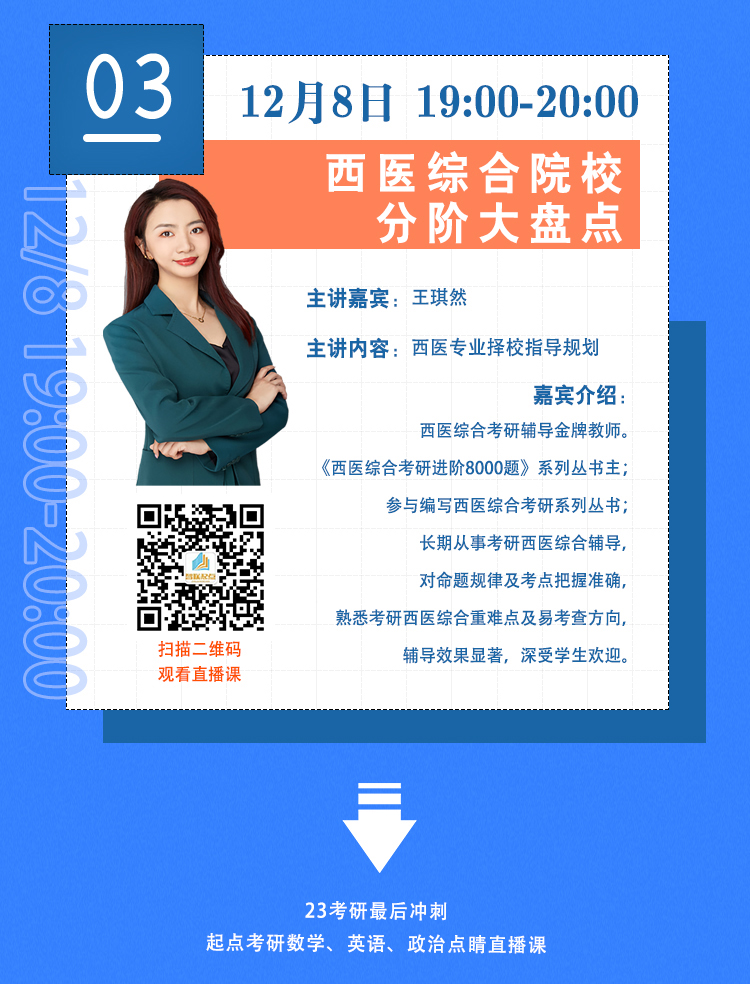 03
12月8日 19:00-20:00
西医综合院校
分阶大盘点
12/8 19:00-20:00
主讲嘉宾：王琪然
主讲内容：西医专业择校指导规划
嘉宾介绍：
西医综合考研辅导金牌教师。
《西医综合考研进阶8000题》系列丛书主；
参与编写西医综合考研系列丛书；
长期从事考研西医综合辅导，
对命题规律及考点把握准确，
熟悉考研西医综合重难点及易考查方向，
辅导效果显著，深受学生欢迎。
扫描二维码
观看直播课
23考研最后冲刺
起点考研数学、英语、政治点睛直播课